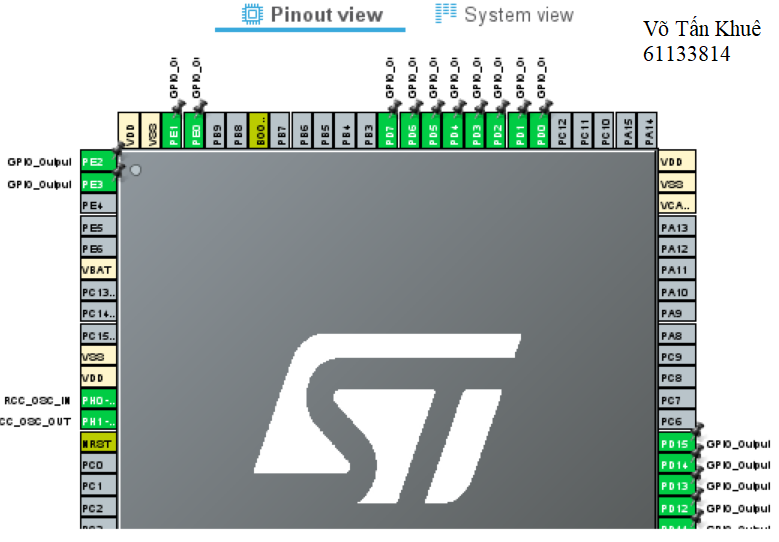 Pinout view
System view
Võ Tấn Khuê
61133814
GPIO_O
GPIO_O
GPIO_O
GPIO_O
GPIO_O
GPIO_O
GPIO_O
GPIO_O
GPIO_O
GPIO_O
VDD
VSS
PE1
PE0
PB9
PB8
BOO..
PB7
PB6
PB5
PB4
PB3
PD7
PD6
PD5
PD4
PD3
PD2
PD1
PD0
PC12
PC11
PC10
PA15
PA14
GPIO_Output PE2
GPIO_Output PE3
PE4
PE5
PE6
VBAT
PC13..
PC14..
PC15..
VSS
VDD
RCC_OSC_IN PH0-..
CC_OSC_OUT PH1-..
NRST
PC0
PC1
PC2
VDD
VSS
VCA..
PA13
PA12
PA11
PA10
PA9
PA8
PC9
PC8
PC7
PC6
PD15 GPIO_Output
PD14 GPIO_Output
PD13 GPIO_Output
PD12 GPIO_Output
ST